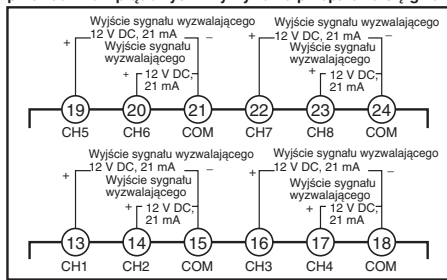 Wyjście sygnału wyzwalającego Wyjście sygnału wyzwalającego
+ 12 V DC, 21 mA – + 12 V DC, 21 mA –
Wyjście sygnału Wyjście sygnału
wyzwalającego wyzwalającego
+ 12 V DC, + 12 V DC,
21 mA 21 mA
19 20 21 22 23 24
CH5 CH6 COM CH7 CH8 COM
Wyjście sygnału wyzwalającego Wyjście sygnału wyzwalającego
+ 12 V DC, 21 mA – + 12 V DC, 21 mA –
Wyjście sygnału Wyjście sygnału
wyzwalającego wyzwalającego
+ 12 V DC, + 12 V DC,
21 mA 21 mA
13 14 15 16 17 18
CH1 CH2 COM CH3 CH4 COM